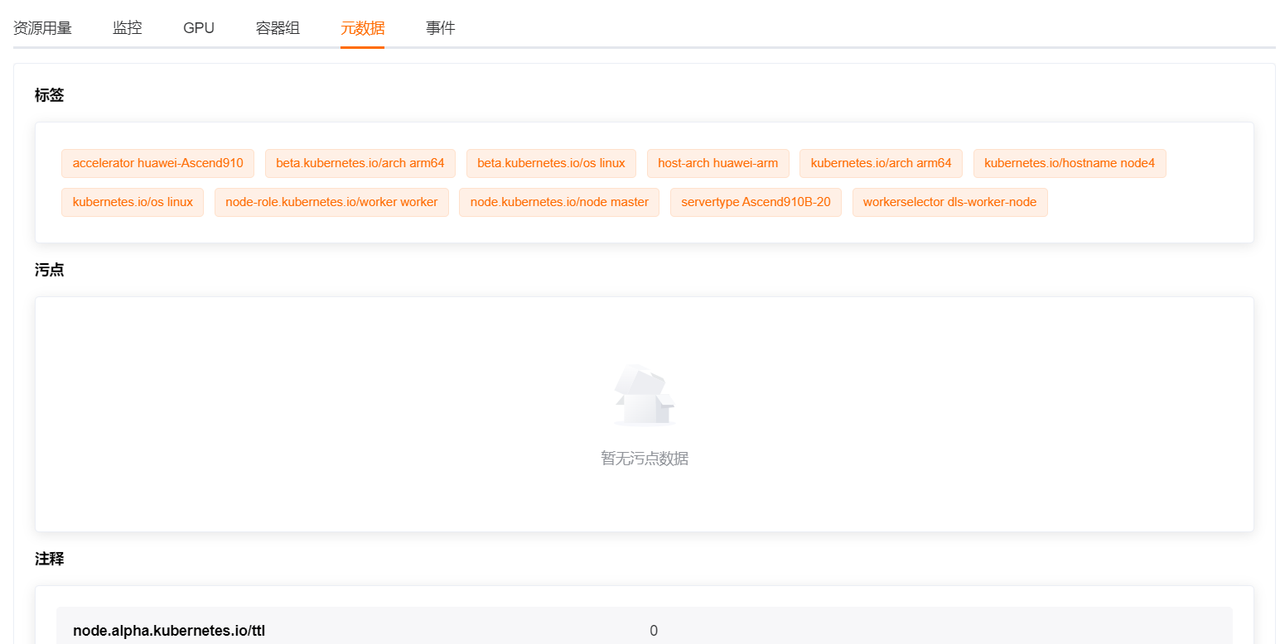 资源用量 监控 GPU 容器组 元数据 事件
标签
accelerator huawei-Ascend910 beta.kubernetes.io/arch arm64 beta.kubernetes.io/os linux host-arch huawei-arm kubernetes.io/arch arm64 kubernetes.io/hostname node4
kubernetes.io/os linux node-role.kubernetes.io/worker worker node.kubernetes.io/node master servertype Ascend910B-20 workerselector dls-worker-node
污点
暂无污点数据
注释
node.alpha.kubernetes.io/ttl 0